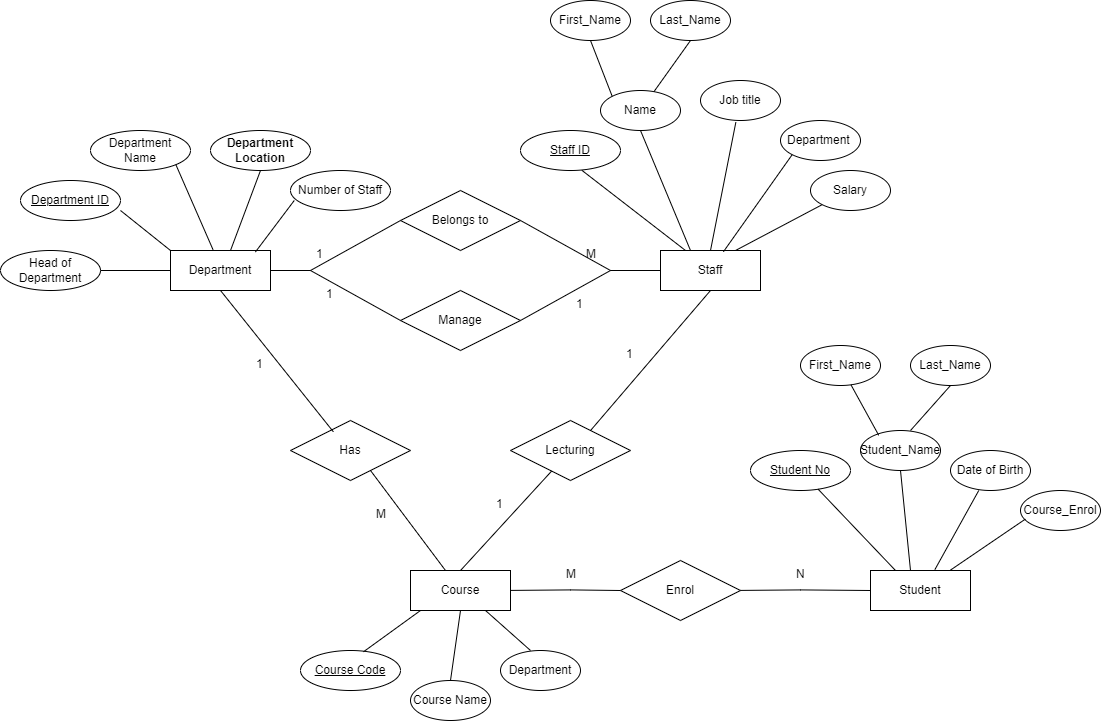 First_Name
Last_Name
Name
Job title
Department
Name
Department
Location
Staff ID
Department
Department ID
Number of Staff
Salary
Belongs to
1
M
Head of
Department
Department
Staff
1
1
Manage
1
1
First_Name
Last_Name
Has
Lecturing
Student_Name
Student No
Date of Birth
M
1
Course_Enrol
M
N
Course
Enrol
Student
Course Code
Department
Course Name